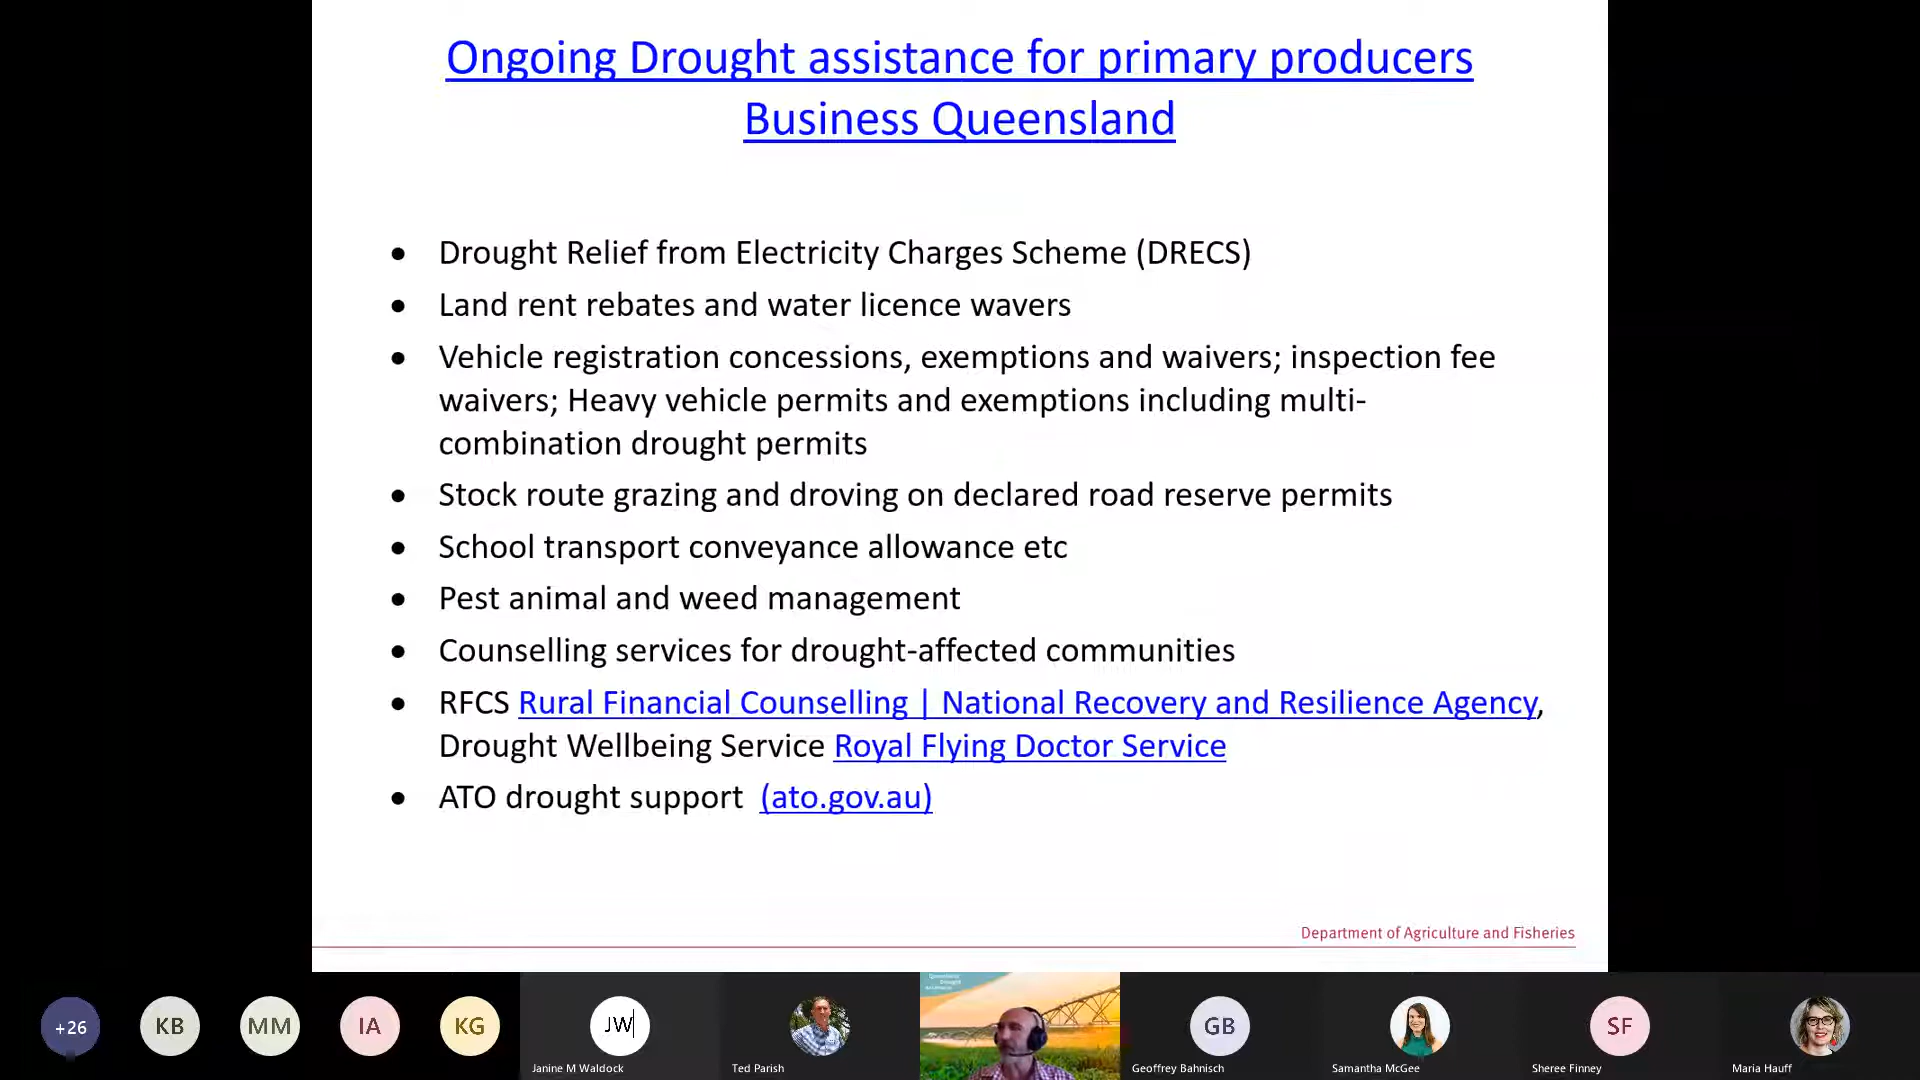 Ongoing Drought assistance for primary producers
Business Queensland
• Drought Relief from Electricity Charges Scheme (DRECS)
• Land rent rebates and water licence wavers
• Vehicle registration concessions, exemptions and waivers; inspection fee
waivers; Heavy vehicle permits and exemptions including multi-
combination drought permits
• Stock route grazing and droving on declared road reserve permits
• School transport conveyance allowance etc
• Pest animal and weed management
• Counselling services for drought-affected communities
• RFCS Rural Financial Counselling | National Recovery and Resilience Agency,
Drought Wellbeing Service Royal Flying Doctor Service
• ATO drought support (ato.gov.au)
Department of Agriculture and Fisheries
+26
KB
MM
IA
KG
JW
GB
SF
Janine M Waldock
Ted Parish
Geoffrey Bahnisch
Samantha McGee
Sheree Finney
Maria Hauff